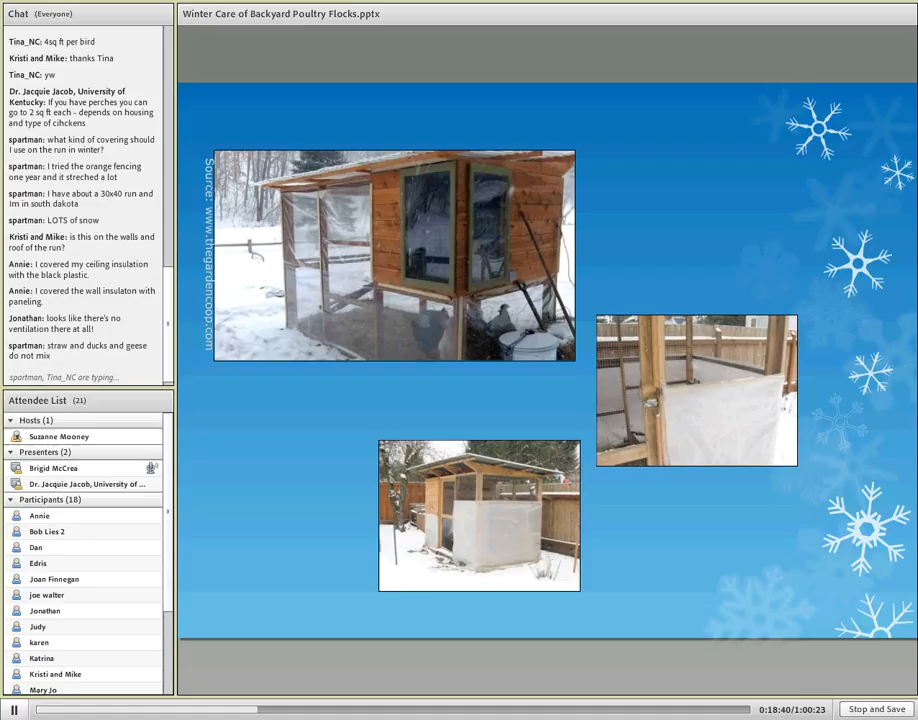 Chat (Everyone)
Tina_NC: 4sq ft per bird
Kristi and Mike: thanks Tina
Tina_NC: yw
Dr. Jacquie Jacob, University of
Kentucky: If you have perches you can
go to 2 sq ft each - depends on housing
and type of cihckens
spartman: what kind of covering should
I use on the run in winter?
spartman: I tried the orange fencing
one year and it streched a lot
spartman: I have about a 30x40 run and
Im in south dakota
spartman: LOTS of snow
Kristi and Mike: is this on the walls and
roof of the run?
Annie: I covered my ceiling insulation
with the black plastic.
Annie: I covered the wall insulaton with
paneling.
Jonathan: looks like there's no
ventilation there at all!
spartman: straw and ducks and geese
do not mix
spartman, Tina_NC are typing...
Attendee List (21)
Hosts (1)
Suzanne Mooney
Presenters (2)
Brigid McCrea
Dr. Jacquie Jacob, University of ...
Participants (18)
Annie
Bob Lies 2
Dan
Edris
Joan Finnegan
joe walter
Jonathan
Judy
karen
Katrina
Kristi and Mike
Mary Jo
Winter Care of Backyard Poultry Flocks.pptx
Source: www.thegardencoop.com
0:18:40/1:00:23
Stop and Save